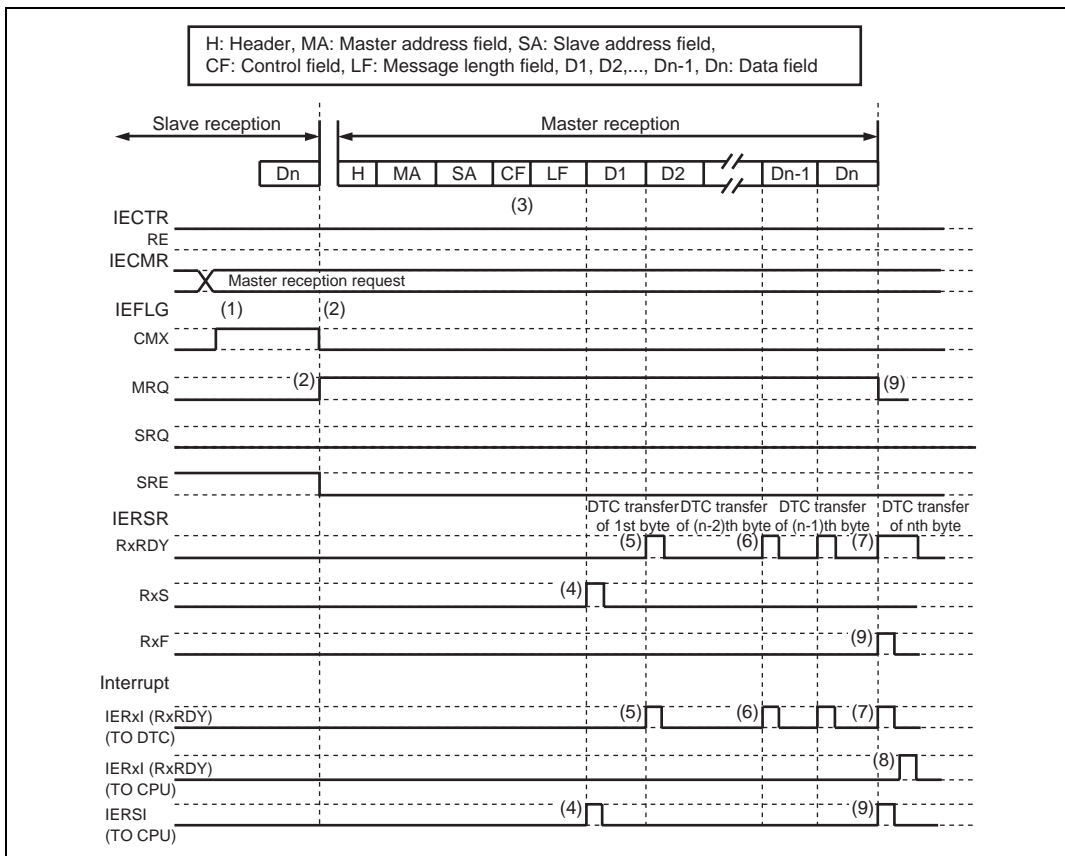 H: Header, MA: Master address field, SA: Slave address field,
CF: Control field, LF: Message length field, D1, D2,..., Dn-1, Dn: Data field
Slave reception
Master reception
Dn H MA SA CF LF D1 D2 Dn-1 Dn
(3)
IECTR
RE
IECMR
Master reception request
IEFLG (1) (2)
CMX
MRQ (2) (9)
SRQ
SRE
DTC transfer DTC transfer DTC transfer DTC transfer
IERSR
of 1st byte of (n-2)th byte of (n-1)th byte of nth byte
RxRDY (5) (6) (7)
RxS (4)
RxF (9)
Interrupt
IERxI (RxRDY) (5) (6) (7)
(TO DTC)
IERxI (RxRDY) (8)
(TO CPU)
IERSI (4) (9)
(TO CPU)